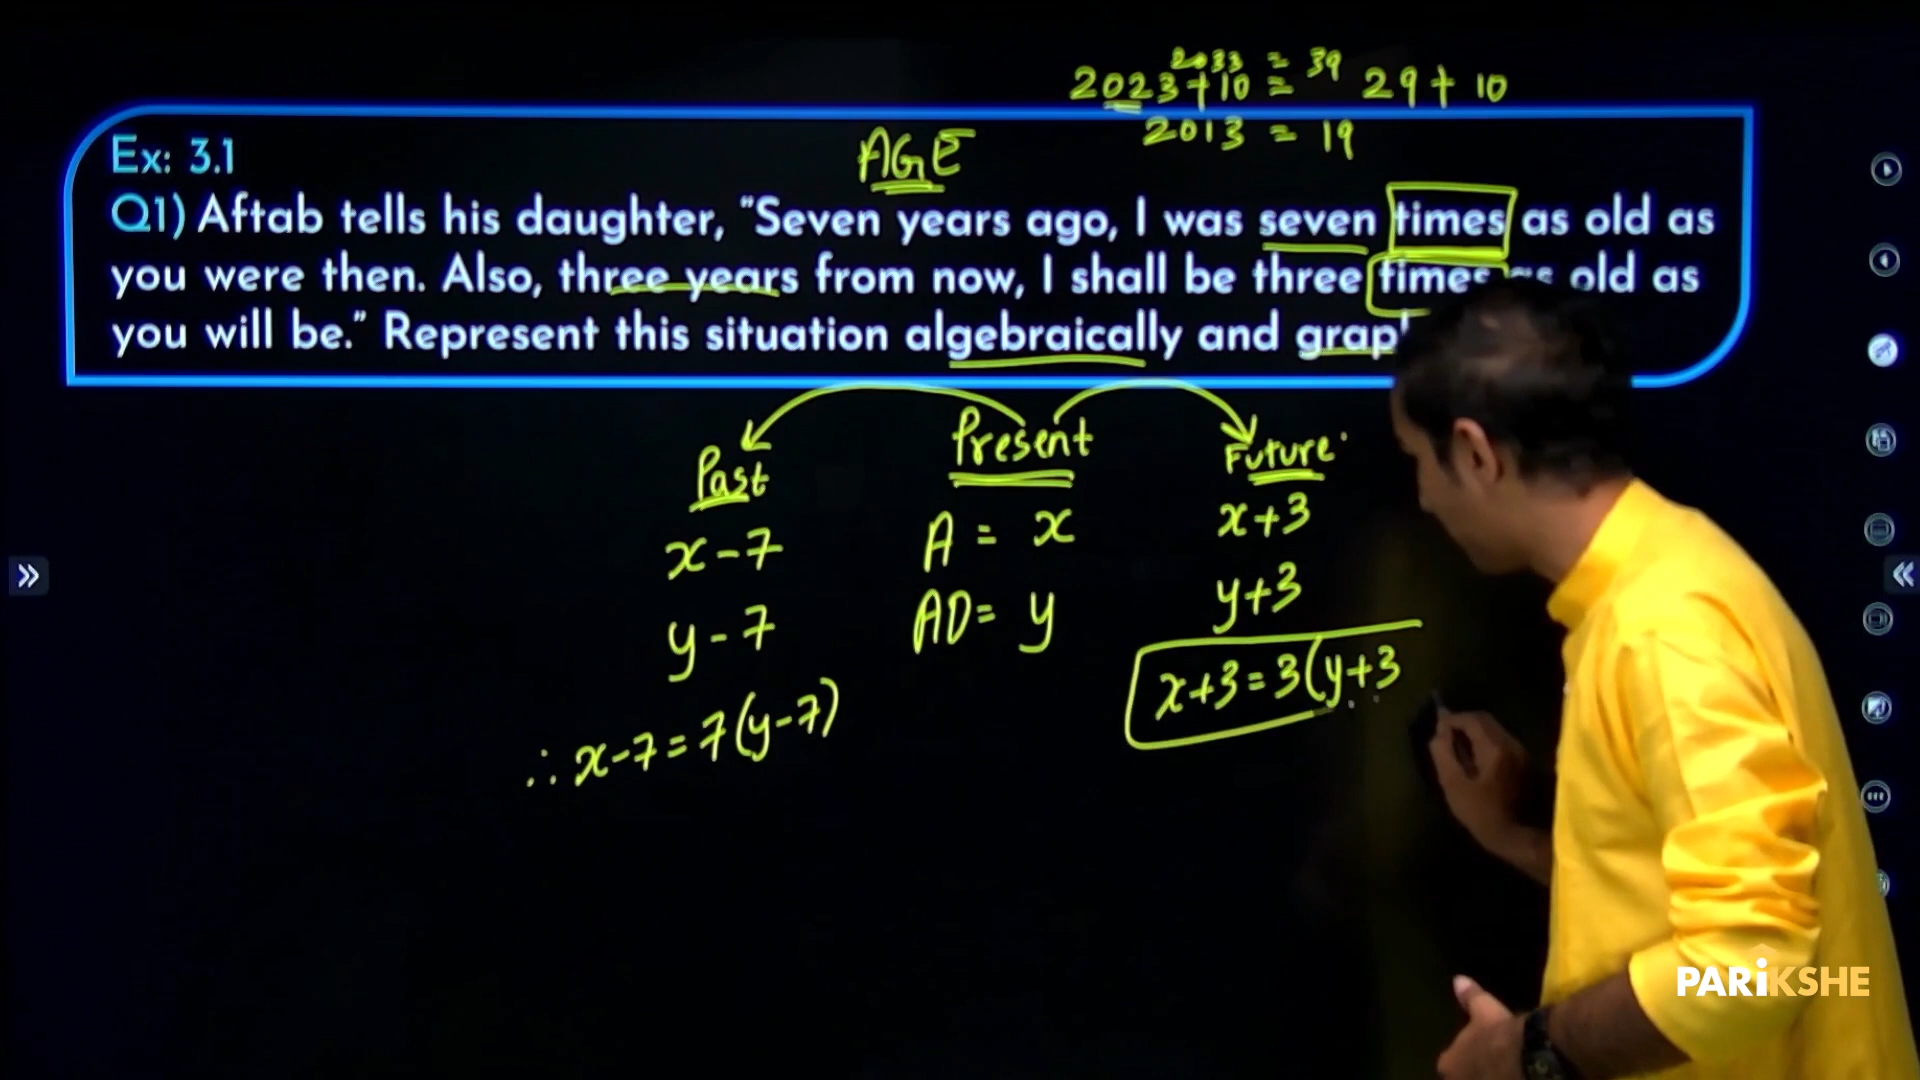 2033 = 39
2023+10 = 29+ 10
2013 = 19
AGE
Ex: 3.1
Q1) Aftab tells his daughter, "Seven years ago, I was seven times as old as
you were then. Also, three years from now, I shall be three times as old as
you will be." Represent this situation algebraically and grap
Past Present Future
x-7 A = x x+3
y-7 AD= y y+3
∴ x-7=7(y-7) x+3=3(y+3
PARiKSHE